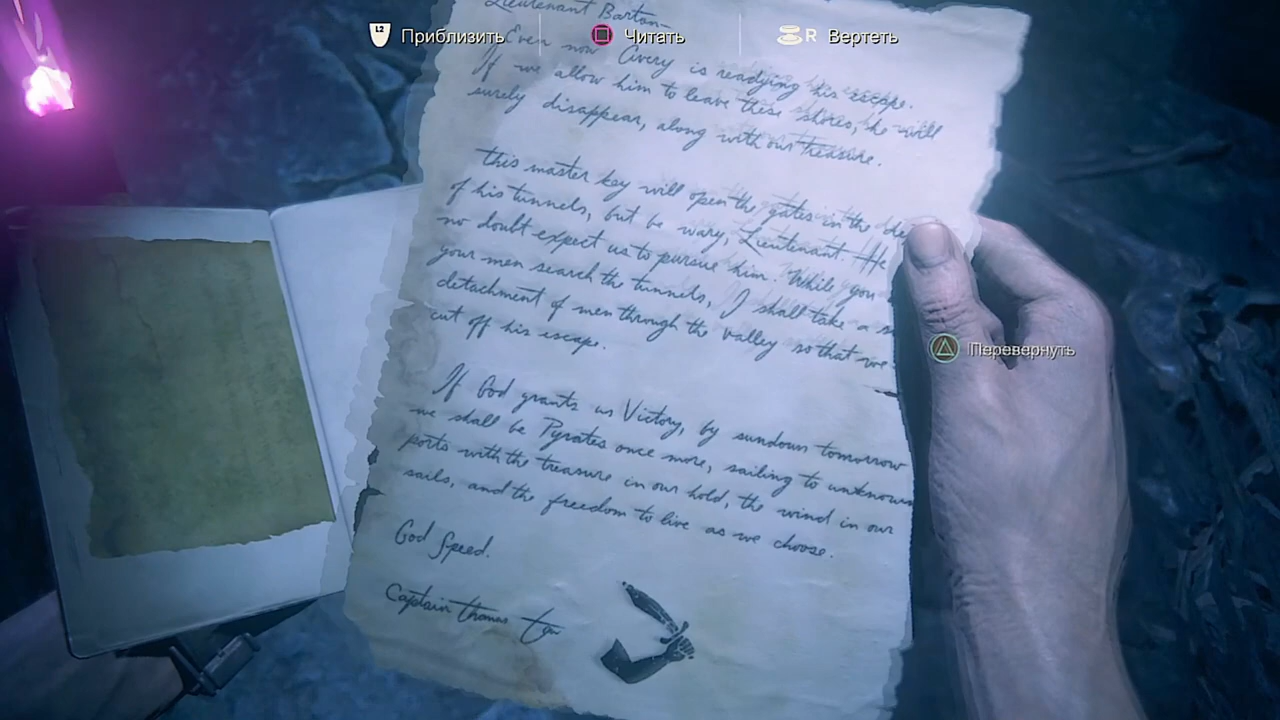 L2 Приблизить
Читать
R Вертеть
Lieutenant Barton-
Even now Avery is readying his escape.
If we allow him to leave these shores, he will
surely disappear, along with our treasure.
This master key will open the gates in the de
of his tunnels, but be wary, Lieutenant. He
no doubt expect us to pursue him. While you
your men search the tunnels, I shall take a s
detachment of men through the valley so that we
cut off his escape.
Перевернуть
If God grants us Victory, by sundown tomorrow
we shall be Pyrates once more, sailing to unknown
ports with the treasure in our hold, the wind in our
sails, and the freedom to live as we choose.
God Speed.
Captain Thomas Tew